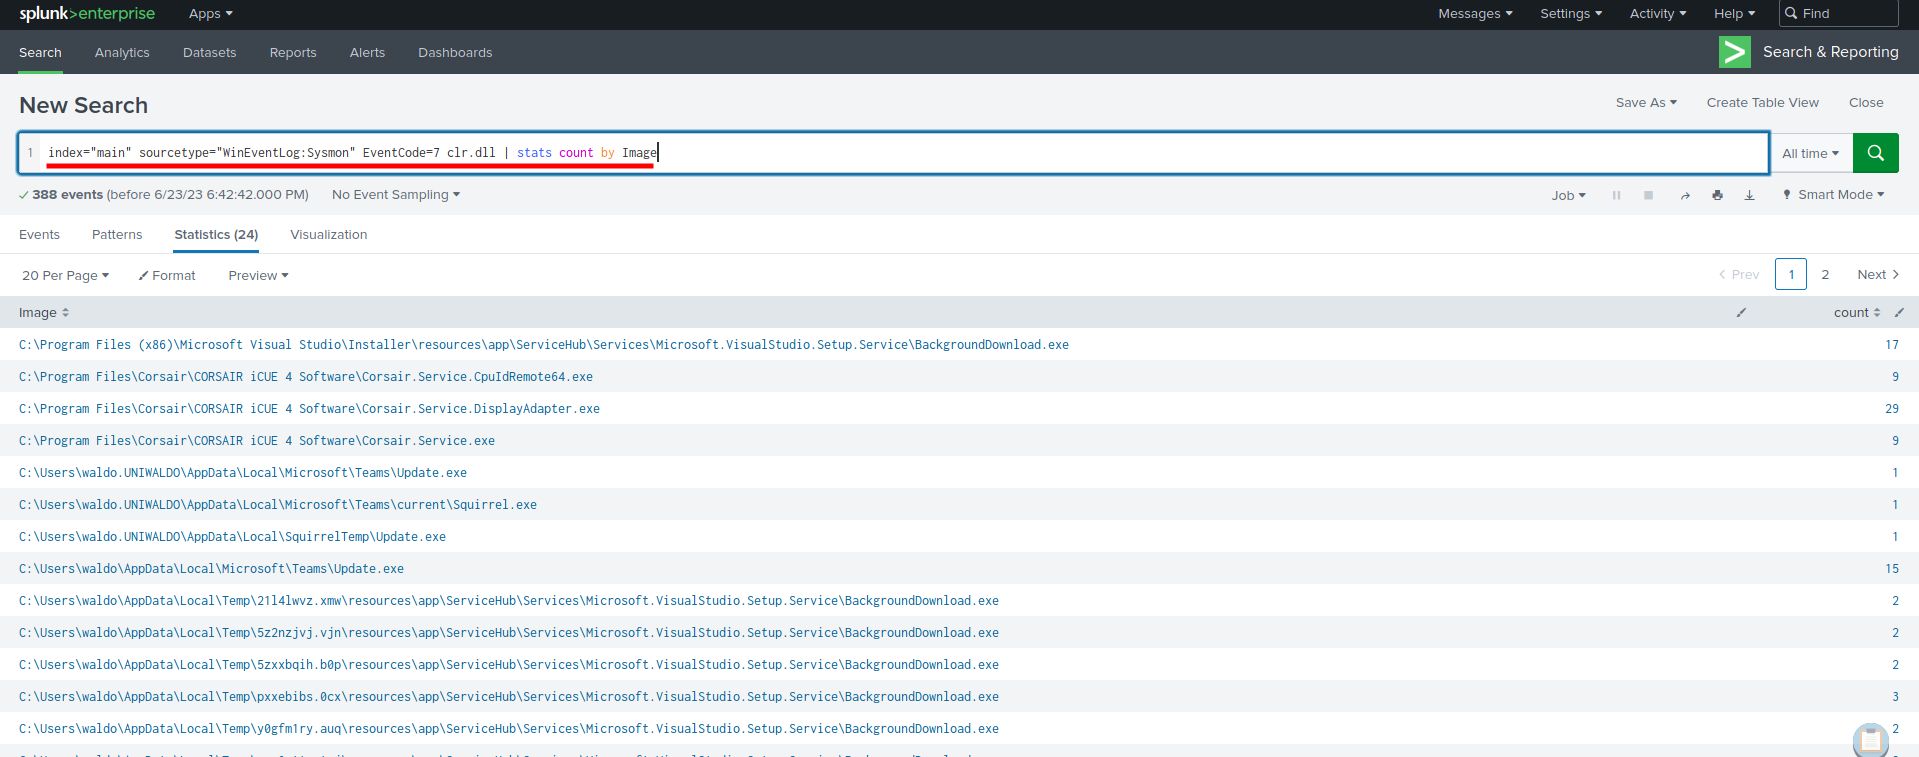 splunk>enterprise Apps Messages Settings Activity Help Find
Search Analytics Datasets Reports Alerts Dashboards Search & Reporting
New Search Save As Create Table View Close
1 index="main" sourcetype="WinEventLog:Sysmon" EventCode=7 clr.dll | stats count by Image All time
388 events (before 6/23/23 6:42:42.000 PM) No Event Sampling Job Smart Mode
Events Patterns Statistics (24) Visualization
20 Per Page Format Preview Prev 1 2 Next
Image count
C:\Program Files (x86)\Microsoft Visual Studio\Installer\resources\app\ServiceHub\Services\Microsoft.VisualStudio.Setup.Service\BackgroundDownload.exe 17
C:\Program Files\Corsair\CORSAIR iCUE 4 Software\Corsair.Service.CpuIdRemote64.exe 9
C:\Program Files\Corsair\CORSAIR iCUE 4 Software\Corsair.Service.DisplayAdapter.exe 29
C:\Program Files\Corsair\CORSAIR iCUE 4 Software\Corsair.Service.exe 9
C:\Users\waldo.UNIWALDO\AppData\Local\Microsoft\Teams\Update.exe 1
C:\Users\waldo.UNIWALDO\AppData\Local\Microsoft\Teams\current\Squirrel.exe 1
C:\Users\waldo.UNIWALDO\AppData\Local\SquirrelTemp\Update.exe 1
C:\Users\waldo\AppData\Local\Microsoft\Teams\Update.exe 15
C:\Users\waldo\AppData\Local\Temp\21l4lwvz.xmw\resources\app\ServiceHub\Services\Microsoft.VisualStudio.Setup.Service\BackgroundDownload.exe 2
C:\Users\waldo\AppData\Local\Temp\5z2nzjvj.vjn\resources\app\ServiceHub\Services\Microsoft.VisualStudio.Setup.Service\BackgroundDownload.exe 2
C:\Users\waldo\AppData\Local\Temp\5zxxbqih.b0p\resources\app\ServiceHub\Services\Microsoft.VisualStudio.Setup.Service\BackgroundDownload.exe 2
C:\Users\waldo\AppData\Local\Temp\pxxebibs.0cx\resources\app\ServiceHub\Services\Microsoft.VisualStudio.Setup.Service\BackgroundDownload.exe 3
C:\Users\waldo\AppData\Local\Temp\y0gfm1ry.auq\resources\app\ServiceHub\Services\Microsoft.VisualStudio.Setup.Service\BackgroundDownload.exe 2